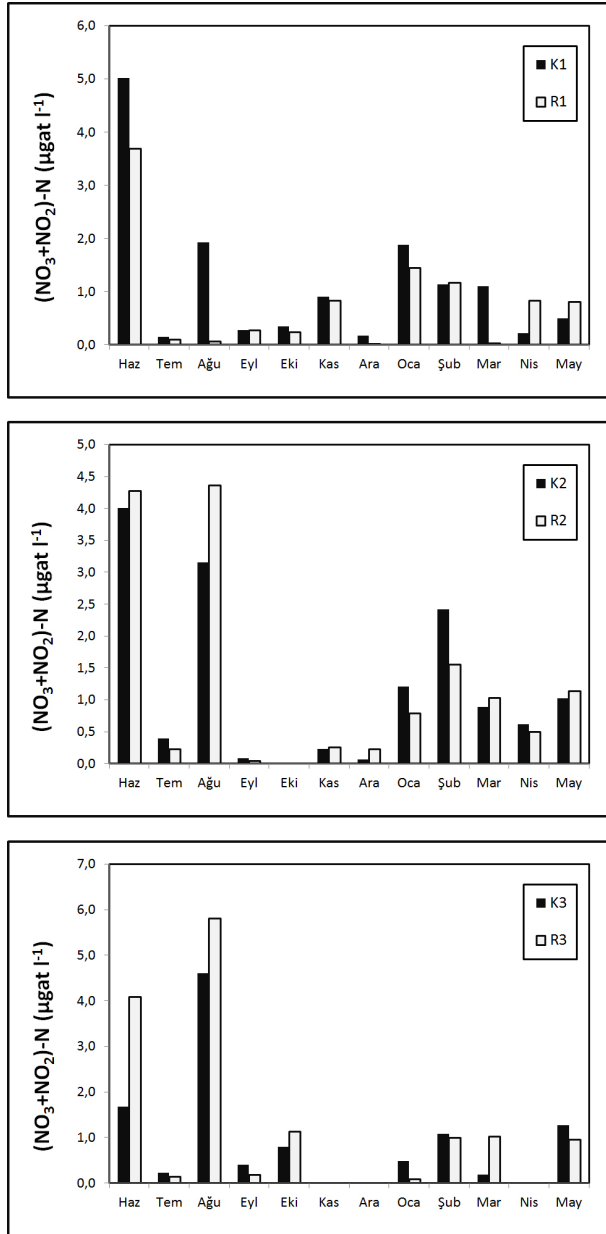 6,0
5,0
4,0
3,0
2,0
1,0
0,0
(NO₃+NO₂)-N (µgat l⁻¹)
K1
R1
Haz Tem Ağu Eyl Eki Kas Ara Oca Şub Mar Nis May
5,0
4,5
4,0
3,5
3,0
2,5
2,0
1,5
1,0
0,5
0,0
(NO₃+NO₂)-N (µgat l⁻¹)
K2
R2
Haz Tem Ağu Eyl Eki Kas Ara Oca Şub Mar Nis May
7,0
6,0
5,0
4,0
3,0
2,0
1,0
0,0
(NO₃+NO₂)-N (µgat l⁻¹)
K3
R3
Haz Tem Ağu Eyl Eki Kas Ara Oca Şub Mar Nis May